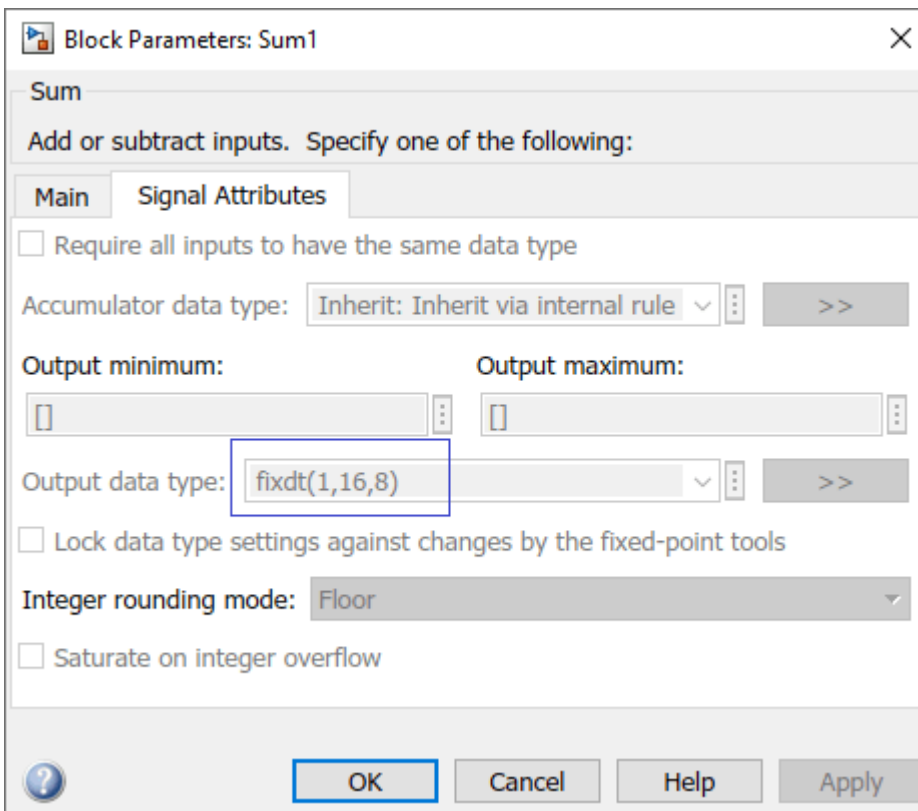 Block Parameters: Sum1
Sum
Add or subtract inputs.  Specify one of the following:
Main Signal Attributes
Require all inputs to have the same data type
Accumulator data type: Inherit: Inherit via internal rule >>
Output minimum: Output maximum:
[] []
Output data type: fixdt(1,16,8) >>
Lock data type settings against changes by the fixed-point tools
Integer rounding mode: Floor
Saturate on integer overflow
? OK Cancel Help Apply